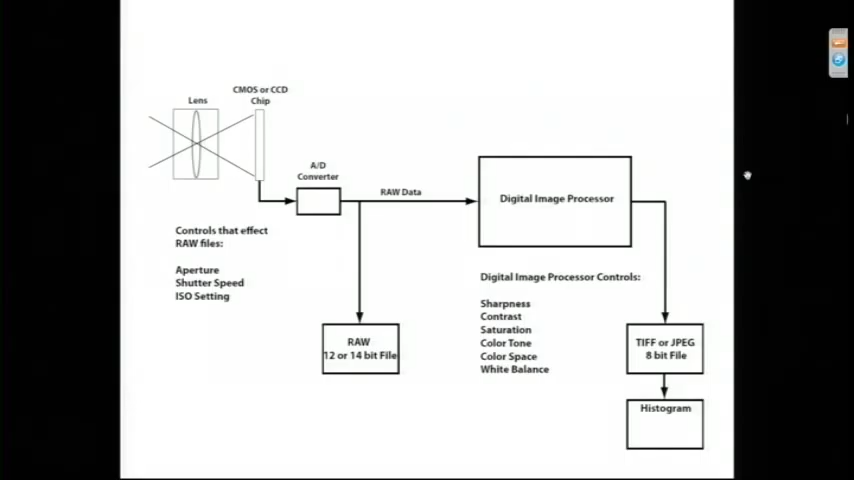 CMOS or CCD
Chip
Lens
A/D
Converter
RAW Data
Digital Image Processor
Controls that effect
RAW files:
Aperture
Shutter Speed
ISO Setting
Digital Image Processor Controls:
Sharpness
Contrast
Saturation
Color Tone
Color Space
White Balance
RAW
12 or 14 bit File
TIFF or JPEG
8 bit File
Histogram